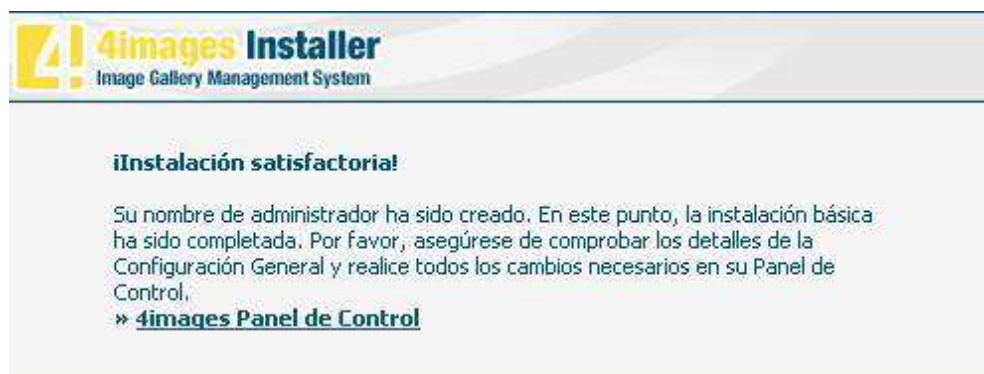 4! 4images Installer
Image Gallery Management System
¡Instalación satisfactoria!
Su nombre de administrador ha sido creado. En este punto, la instalación básica
ha sido completada. Por favor, asegúrese de comprobar los detalles de la
Configuración General y realice todos los cambios necesarios en su Panel de
Control.
» 4images Panel de Control